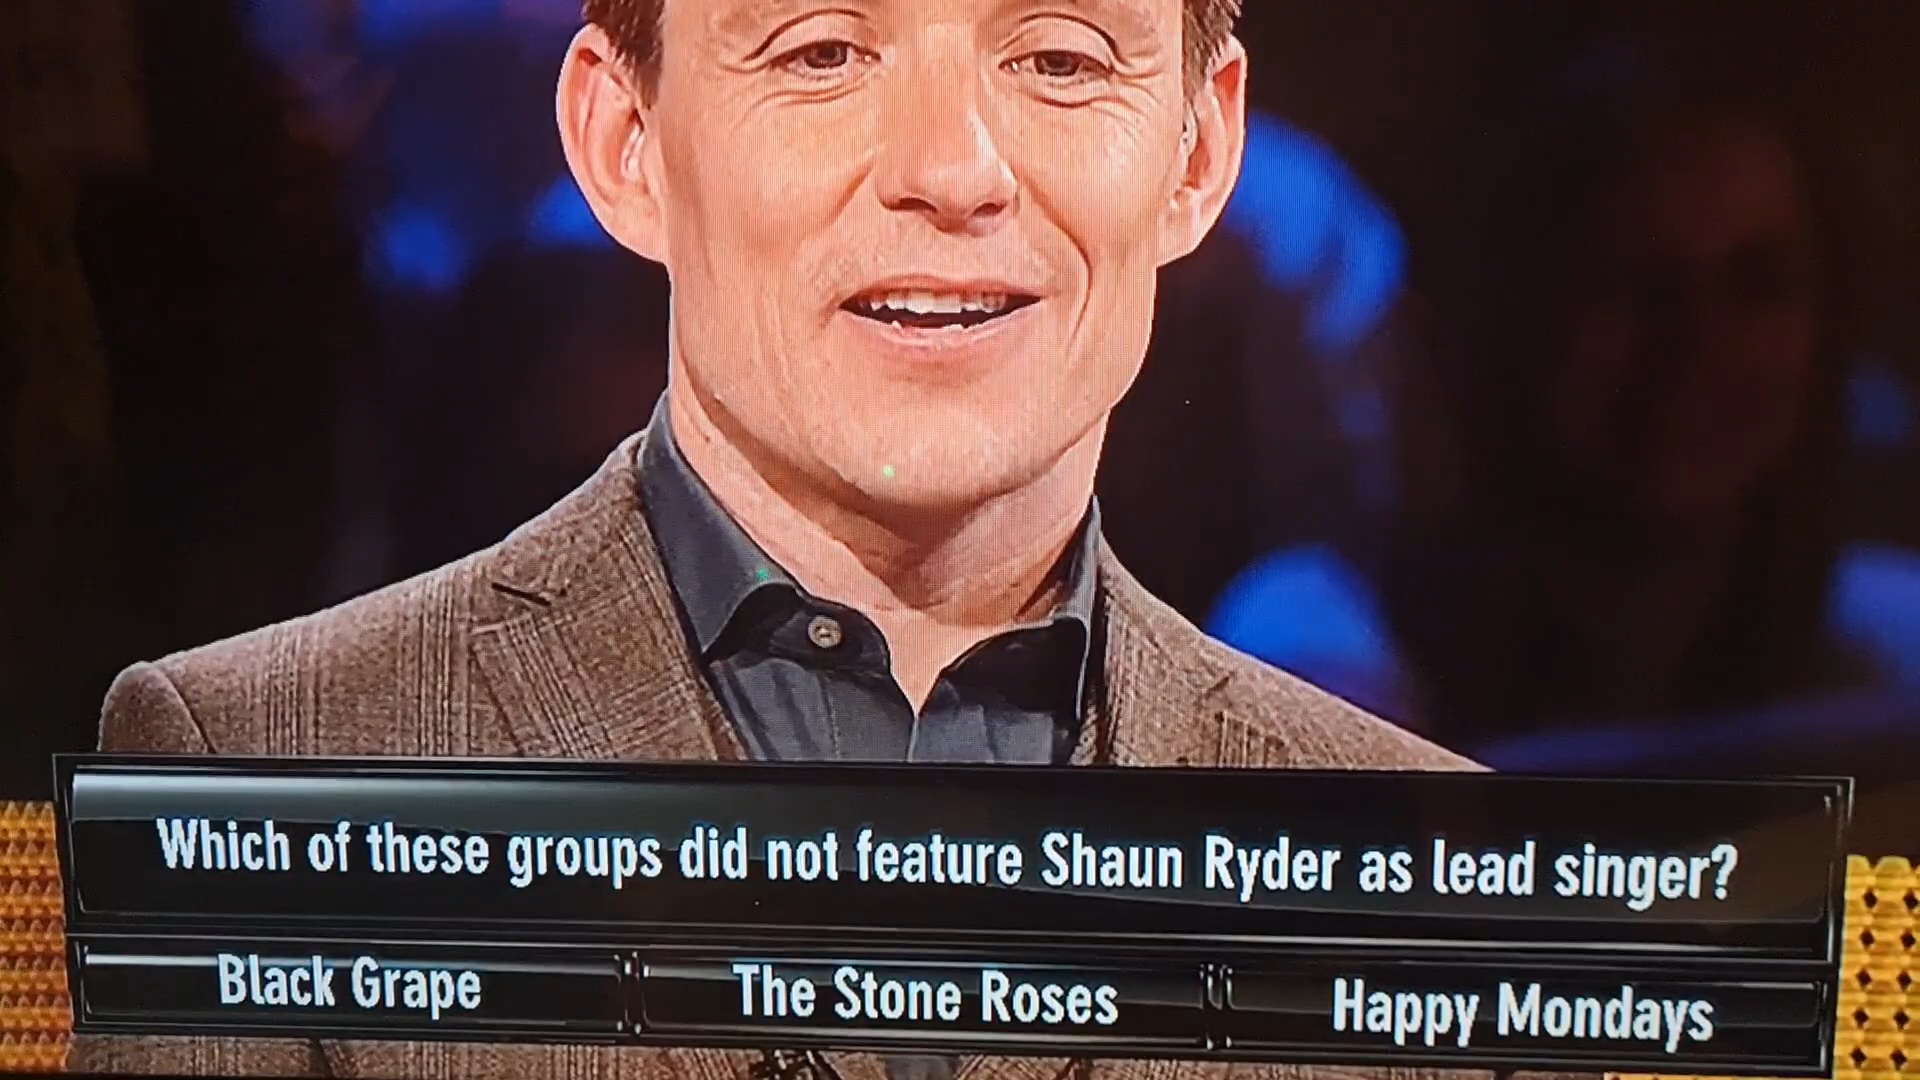 Which of these groups did not feature Shaun Ryder as lead singer?
Black Grape
The Stone Roses
Happy Mondays